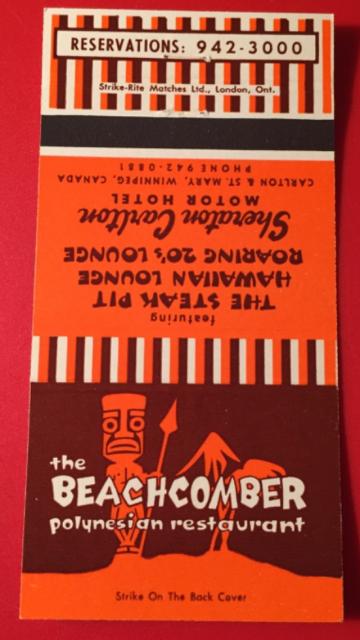 RESERVATIONS: 942-3000
Strike-Rite Matches Ltd., London, Ont.
featuring
THE STEAK PIT
HAWAIIAN LOUNGE
ROARING 20's LOUNGE
Sheraton Carlton
MOTOR HOTEL
CARLTON & ST. MARY, WINNIPEG, CANADA
PHONE 942-0881
the
BEACHCOMBER
polynesian restaurant
Strike On The Back Cover